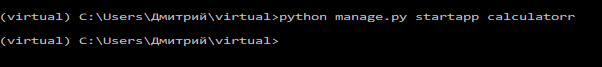 (virtual) C:\Users\Дмитрий\virtual>python manage.py startapp calculatorr
(virtual) C:\Users\Дмитрий\virtual>